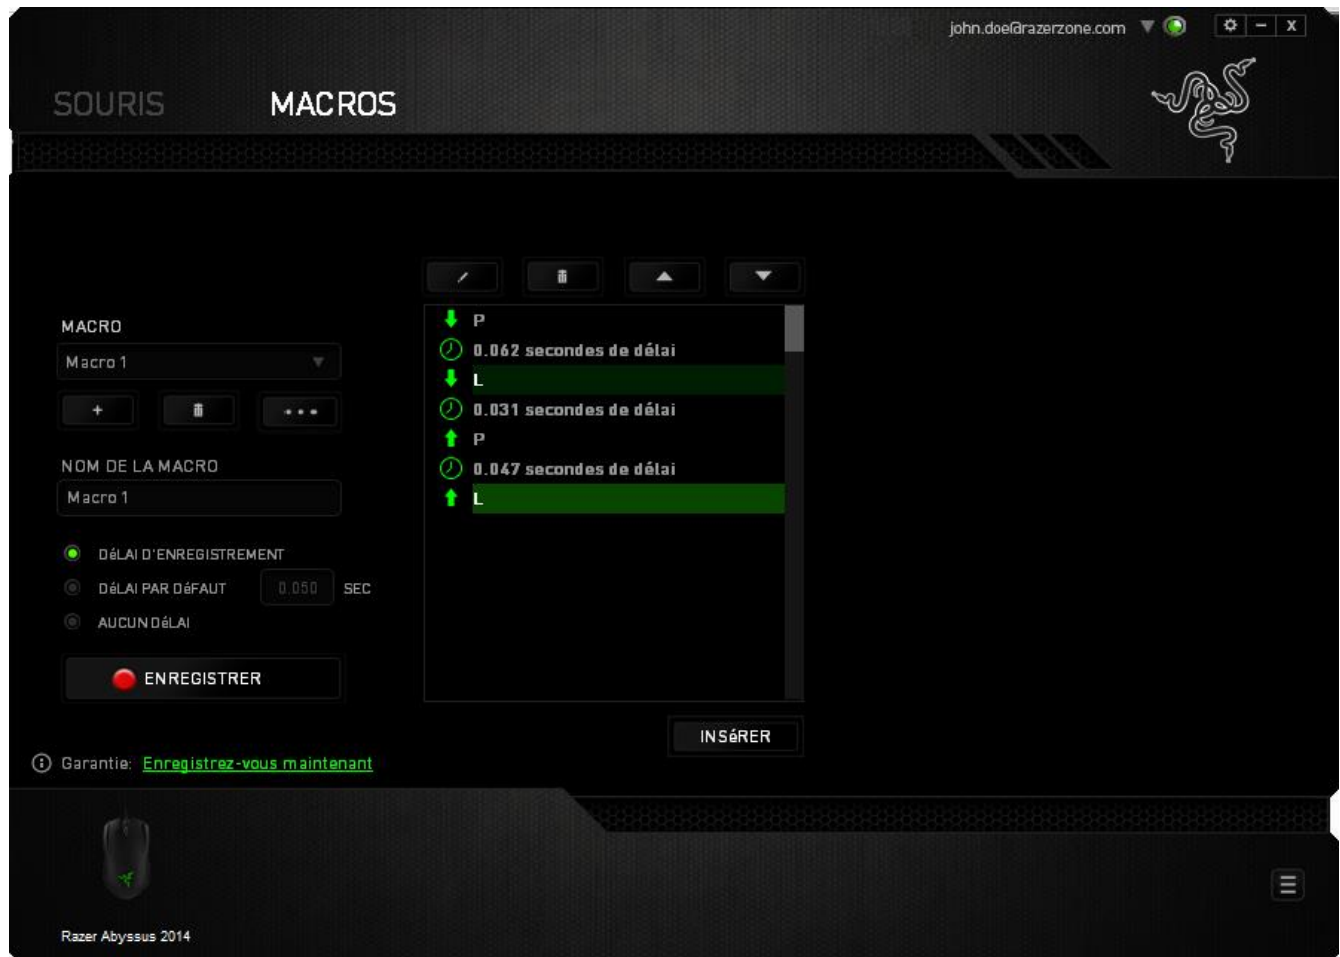 john.doe@razerzone.com
SOURIS
MACROS
MACRO
Macro 1
NOM DE LA MACRO
Macro 1
DéLAI D'ENREGISTREMENT
DéLAI PAR DéFAUT 0.050 SEC
AUCUN DéLAI
ENREGISTRER
P
0.062 secondes de délai
L
0.031 secondes de délai
P
0.047 secondes de délai
L
INSéRER
Garantie: Enregistrez-vous maintenant
Razer Abyssus 2014